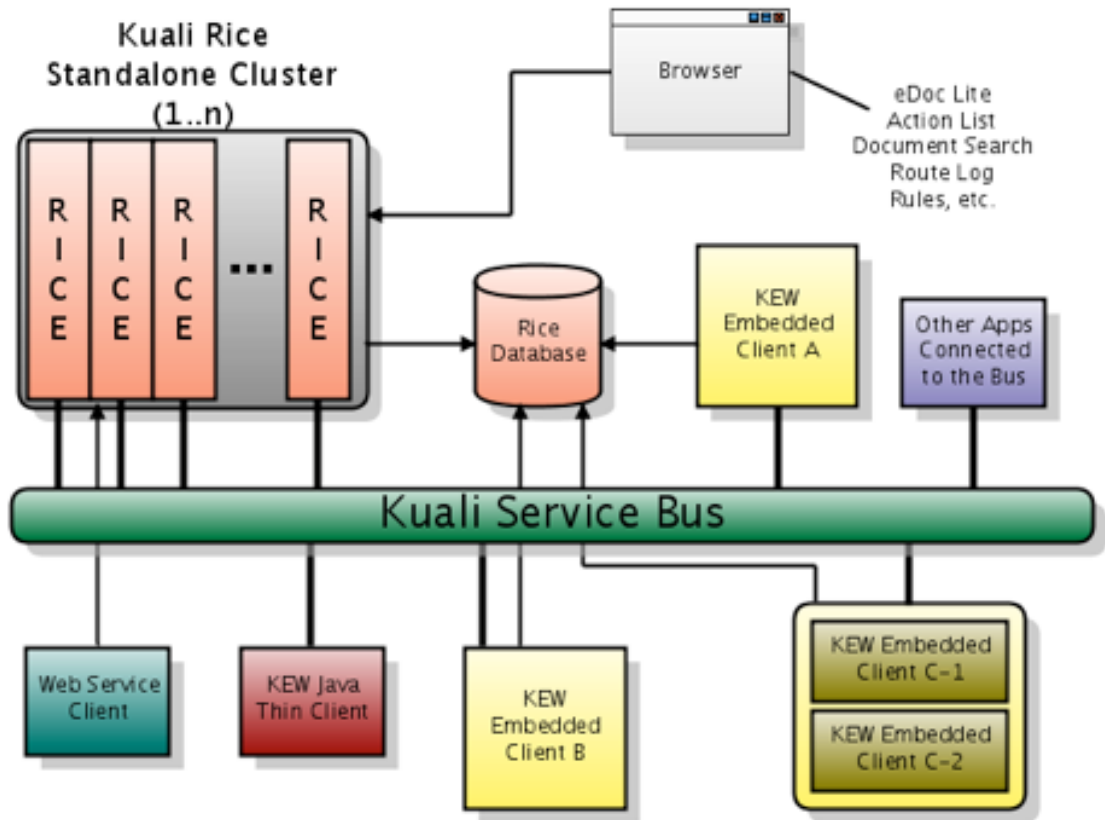 Kuali Rice
Standalone Cluster
(1..n)
Browser
eDoc Lite
Action List
Document Search
Route Log
Rules, etc.
R I C E
R I C E
R I C E
...
R I C E
Rice
Database
KEW
Embedded
Client A
Other Apps
Connected
to the Bus
Kuali Service Bus
Web Service
Client
KEW Java
Thin Client
KEW
Embedded
Client B
KEW Embedded
Client C-1
KEW Embedded
Client C-2